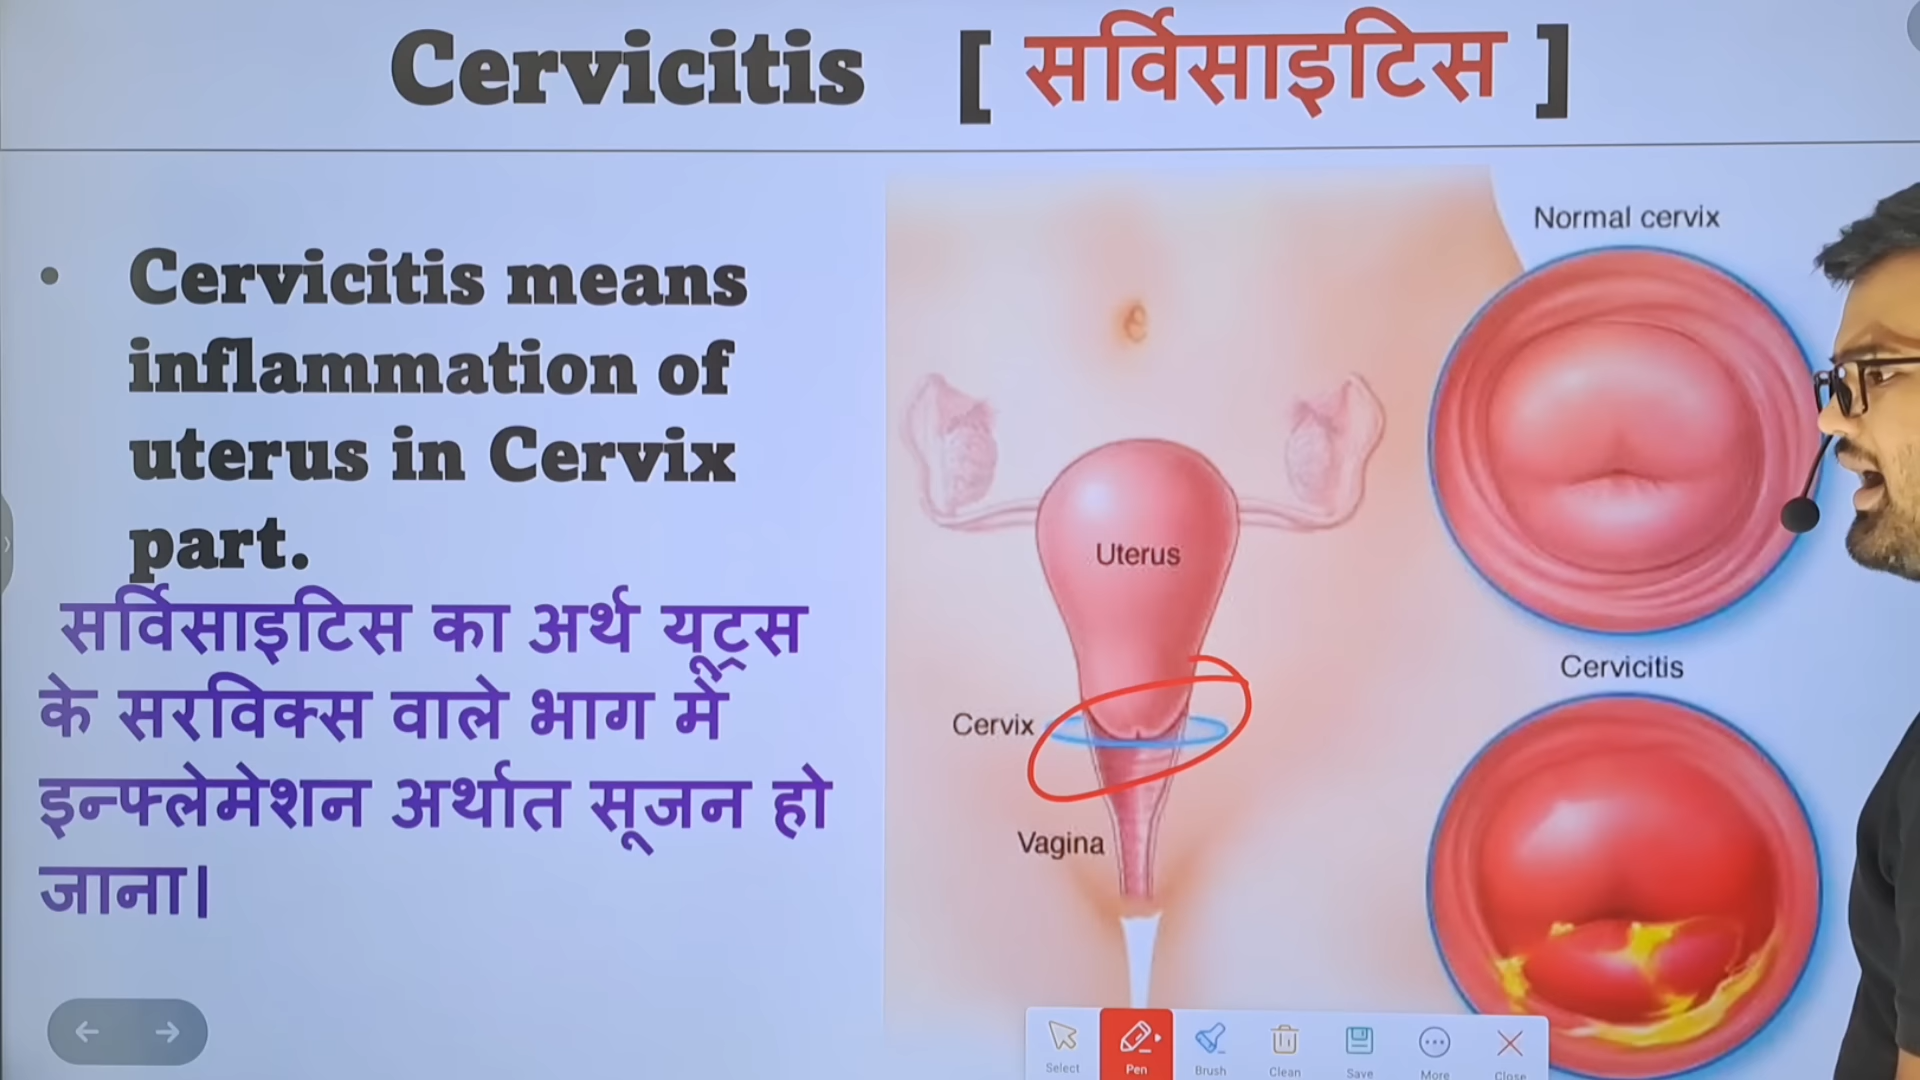 Cervicitis [ सर्विसाइटिस ]
• Cervicitis means
inflammation of
uterus in Cervix
part.
सर्विसाइटिस का अर्थ यूट्रस
के सरविक्स वाले भाग में
इन्फ्लेमेशन अर्थात सूजन हो
जाना।
Normal cervix
Uterus
Cervicitis
Cervix
Vagina
Select
Pen
Brush
Clean
Save
More
Close